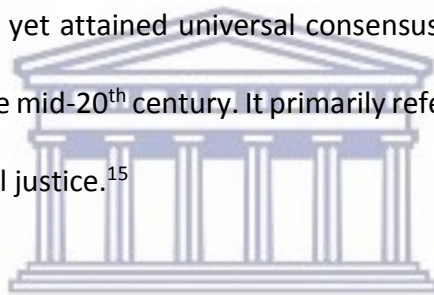 yet attained universal consensus
e mid-20th century. It primarily refe
l justice.15